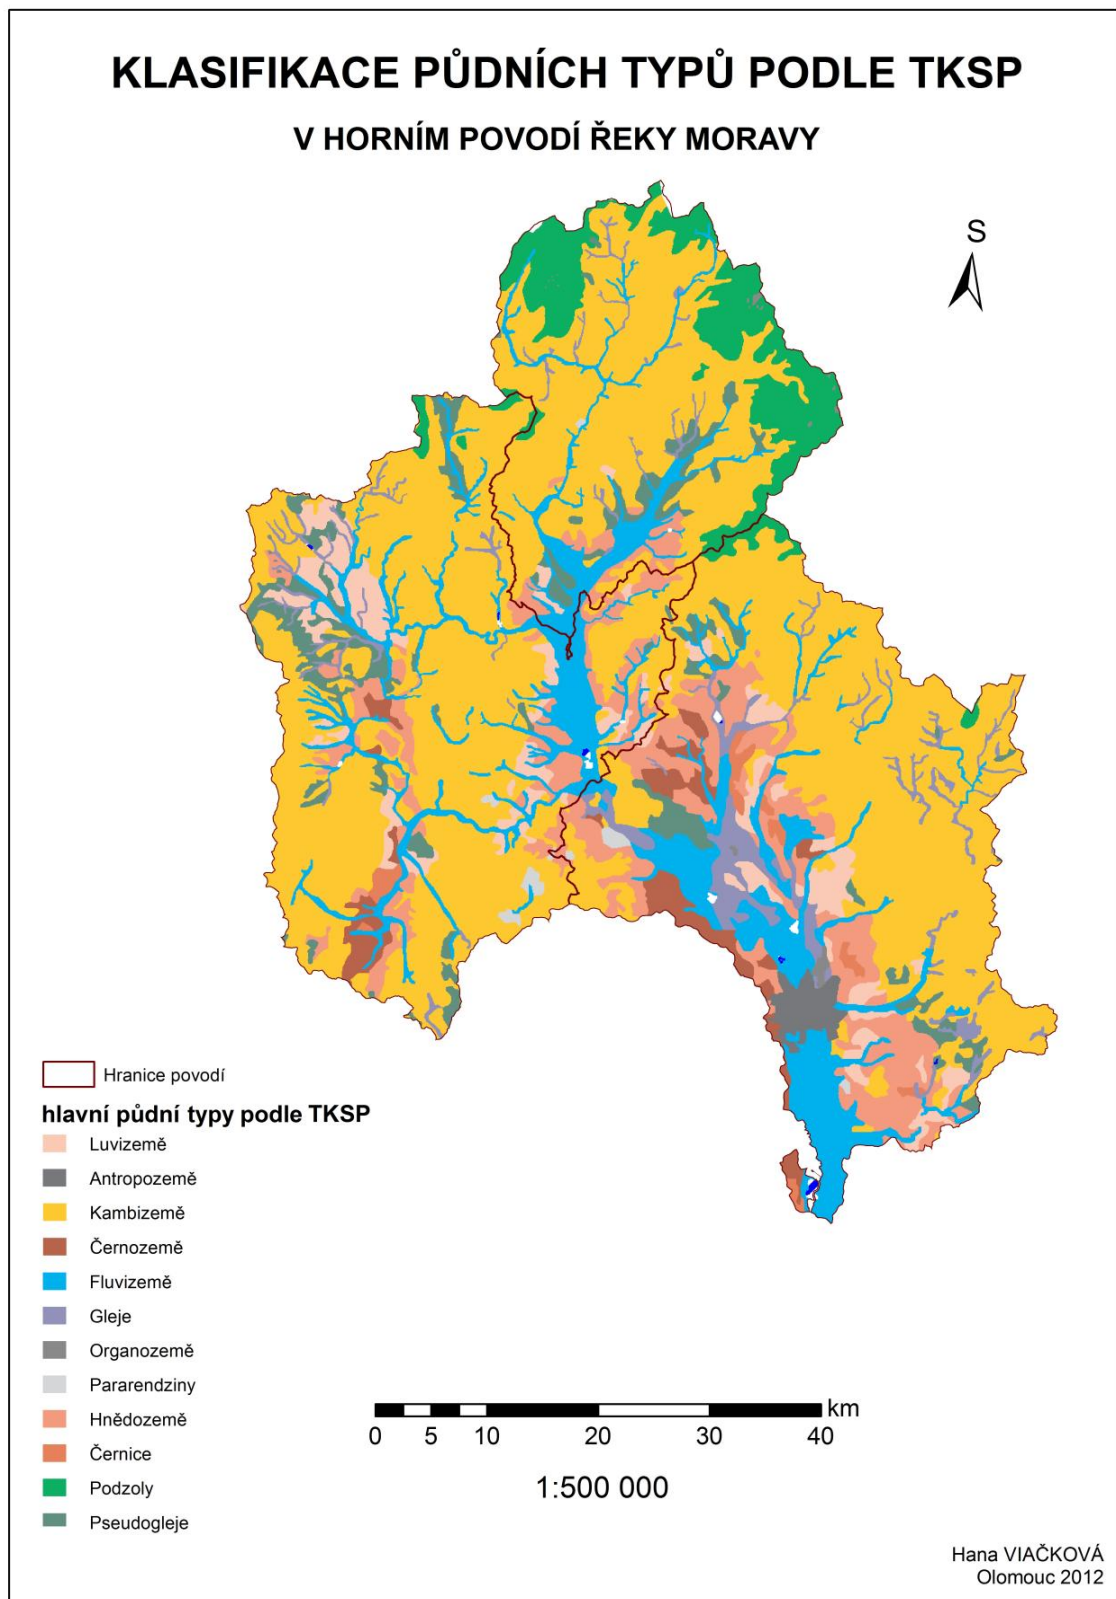 KLASIFIKACE PŮDNÍCH TYPŮ PODLE TKSP
V HORNÍM POVODÍ ŘEKY MORAVY
S
Hranice povodí
hlavní půdní typy podle TKSP
Luvizemě
Antropozemě
Kambizemě
Černozemě
Fluvizemě
Gleje
Organozemě
Pararendziny
Hnědozemě
Černice
Podzoly
Pseudogleje
km
0 5 10 20 30 40
1:500 000
Hana VIAČKOVÁ
Olomouc 2012